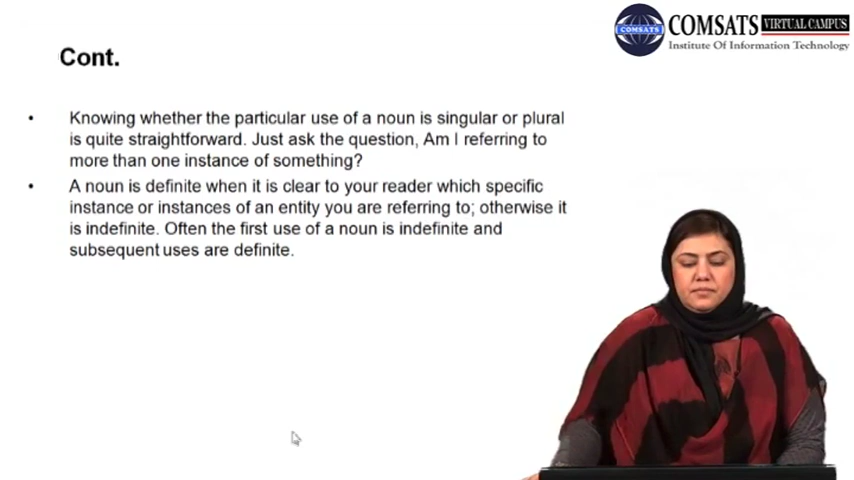 COMSATS VIRTUAL CAMPUS
COMSATS
Institute Of Information Technology
Cont.
• Knowing whether the particular use of a noun is singular or plural
is quite straightforward. Just ask the question, Am I referring to
more than one instance of something?
• A noun is definite when it is clear to your reader which specific
instance or instances of an entity you are referring to; otherwise it
is indefinite. Often the first use of a noun is indefinite and
subsequent uses are definite.